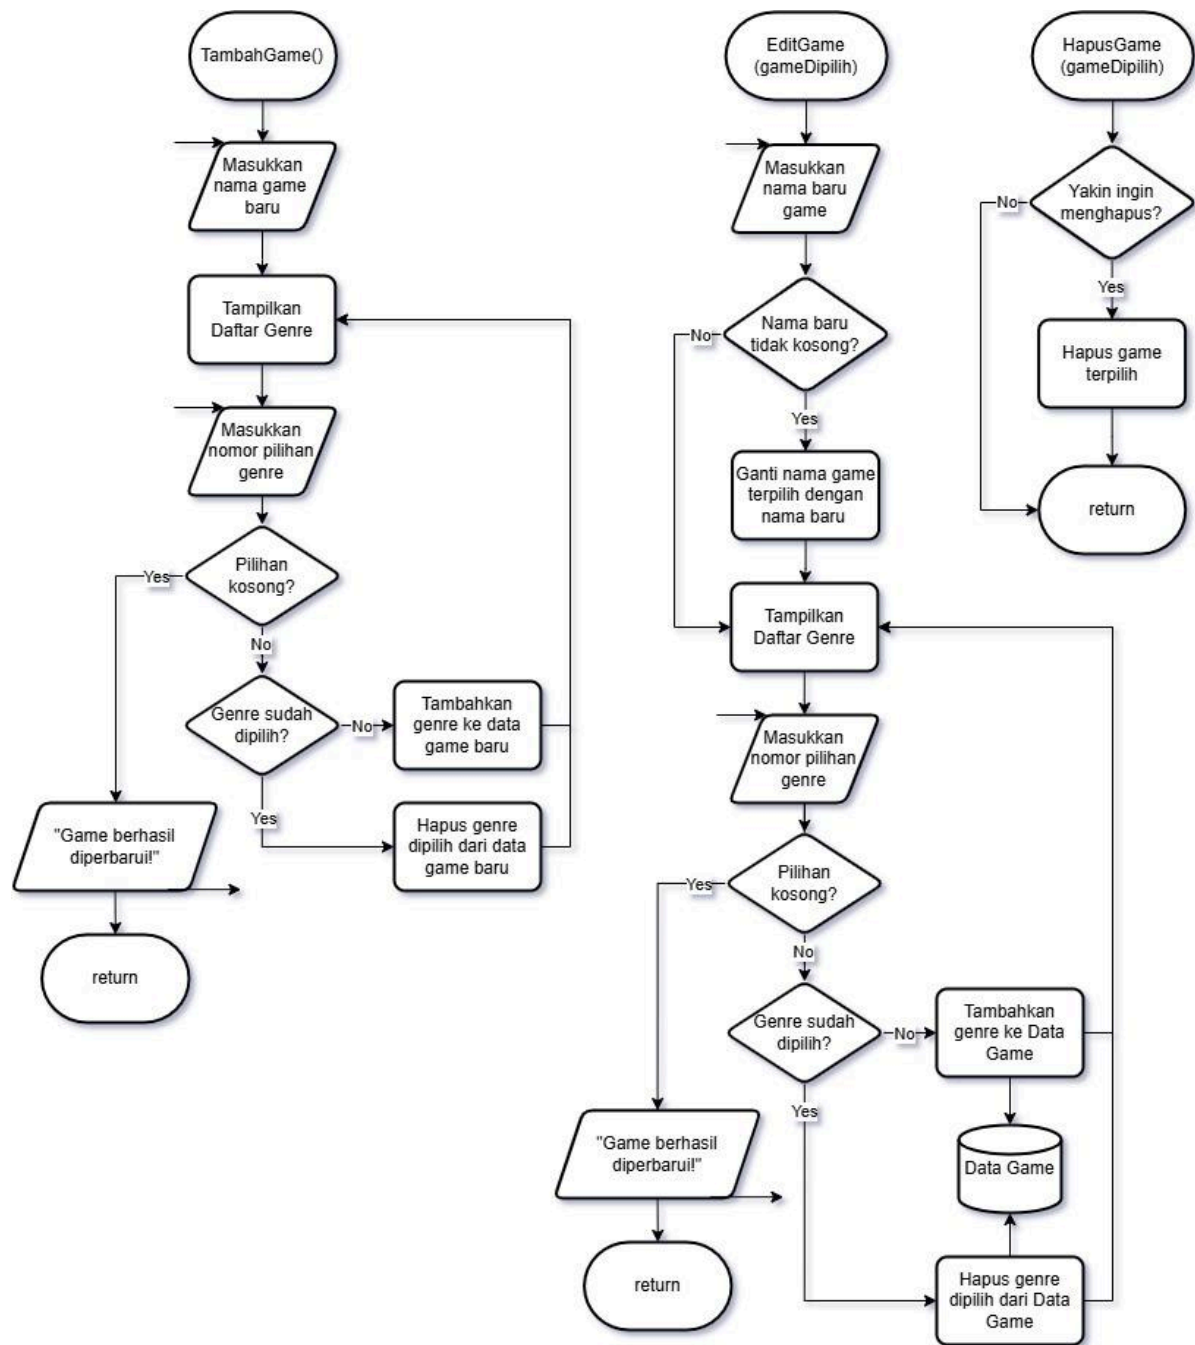 TambahGame()
Masukkan
nama game
baru
Tampilkan
Daftar Genre
Masukkan
nomor pilihan
genre
Pilihan
kosong?
Yes
No
Genre sudah
dipilih?
No
Tambahkan
genre ke data
game baru
Yes
Hapus genre
dipilih dari data
game baru
"Game berhasil
diperbarui!"
return
EditGame
(gameDipilih)
Masukkan
nama baru
game
Nama baru
tidak kosong?
No
Yes
Ganti nama game
terpilih dengan
nama baru
Tampilkan
Daftar Genre
Masukkan
nomor pilihan
genre
Pilihan
kosong?
Yes
No
Genre sudah
dipilih?
No
Tambahkan
genre ke Data
Game
Yes
Data Game
Hapus genre
dipilih dari Data
Game
"Game berhasil
diperbarui!"
return
HapusGame
(gameDipilih)
Yakin ingin
menghapus?
No
Yes
Hapus game
terpilih
return